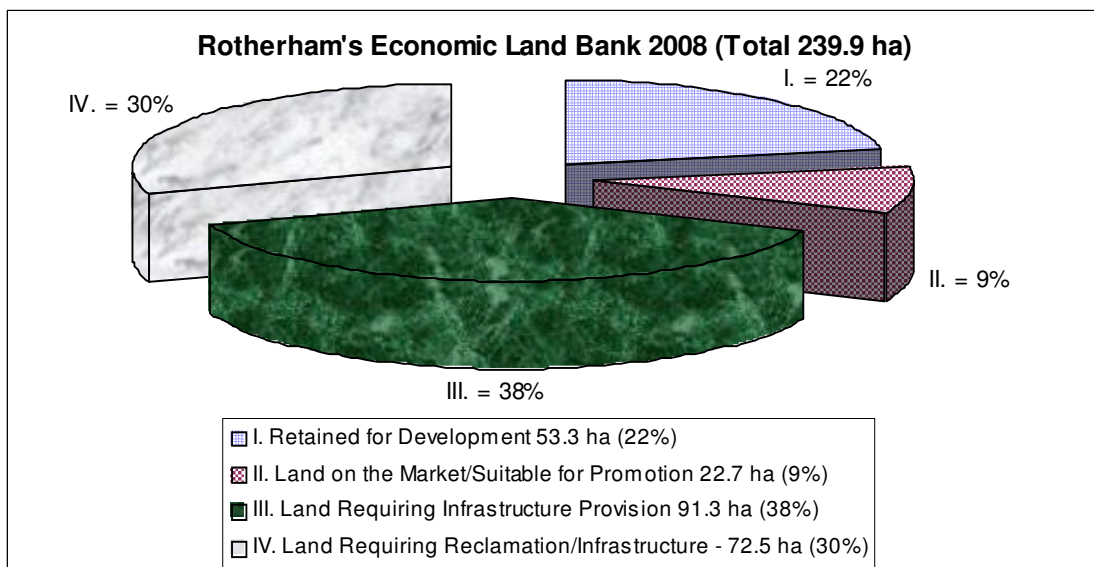 Rotherham's Economic Land Bank 2008 (Total 239.9 ha)
I. = 22%
IV. = 30%
II. = 9%
III. = 38%
I. Retained for Development 53.3 ha (22%)
II. Land on the Market/Suitable for Promotion 22.7 ha (9%)
III. Land Requiring Infrastructure Provision 91.3 ha (38%)
IV. Land Requiring Reclamation/Infrastructure - 72.5 ha (30%)